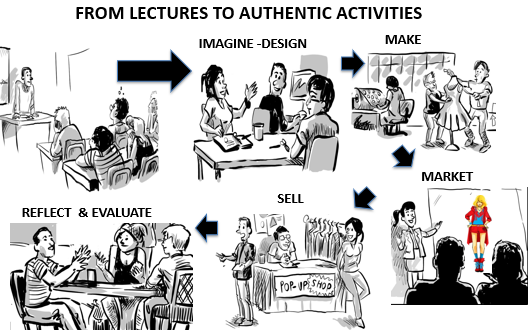 FROM LECTURES TO AUTHENTIC ACTIVITIES
IMAGINE -DESIGN
MAKE
MARKET
SELL
REFLECT & EVALUATE
POP-UP SHOP